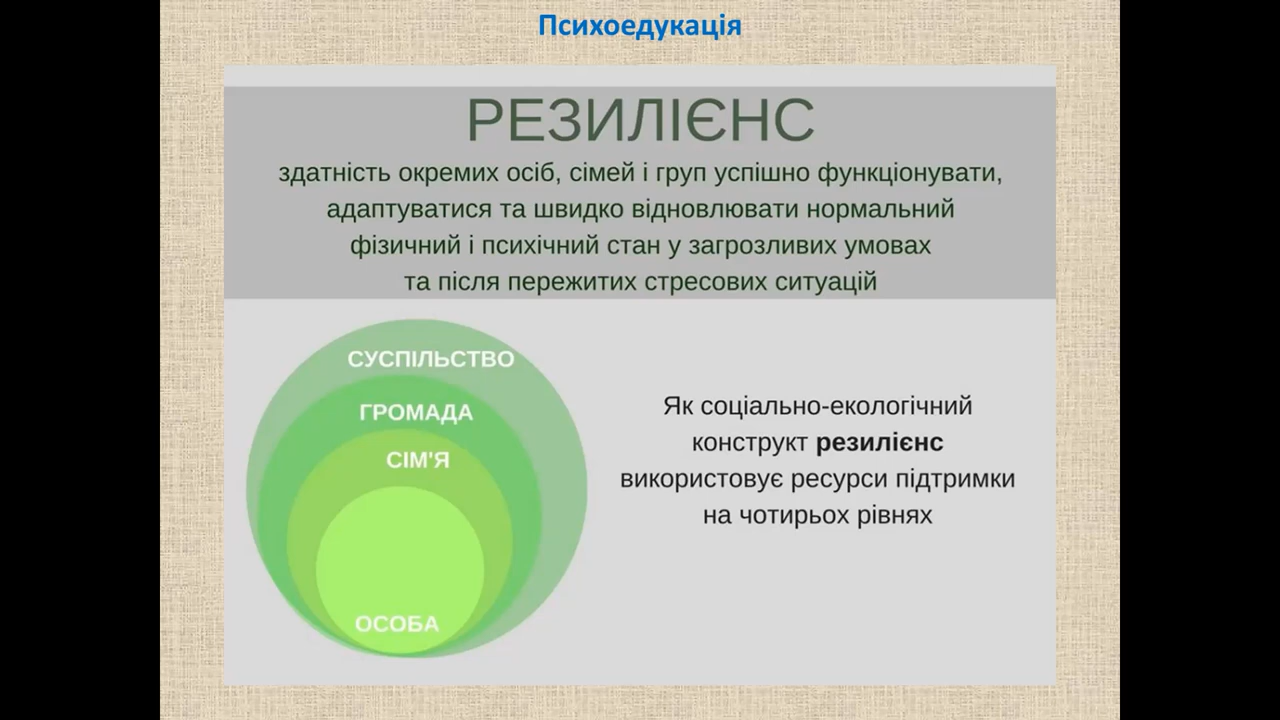 Психоедукація
РЕЗИЛІЄНС
здатність окремих осіб, сімей і груп успішно функціонувати,
адаптуватися та швидко відновлювати нормальний
фізичний і психічний стан у загрозливих умовах
та після пережитих стресових ситуацій
СУСПІЛЬСТВО
ГРОМАДА
СІМ'Я
ОСОБА
Як соціально-екологічний
конструкт резилієнс
використовує ресурси підтримки
на чотирьох рівнях